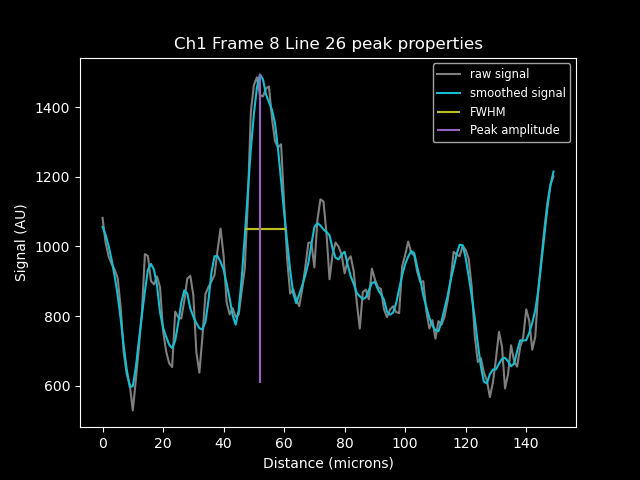 Ch1 Frame 8 Line 26 peak properties
raw signal
smoothed signal
FWHM
Peak amplitude
Signal (AU)
1400
1200
1000
800
600
0 20 40 60 80 100 120 140
Distance (microns)